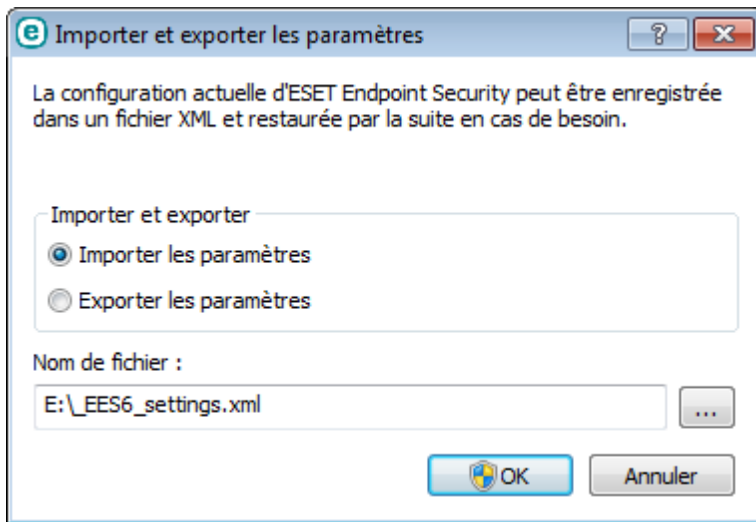 e Importer et exporter les paramètres ?
La configuration actuelle d'ESET Endpoint Security peut être enregistrée
dans un fichier XML et restaurée par la suite en cas de besoin.
Importer et exporter
Importer les paramètres
Exporter les paramètres
Nom de fichier :
E:\_EES6_settings.xml
...
OK Annuler